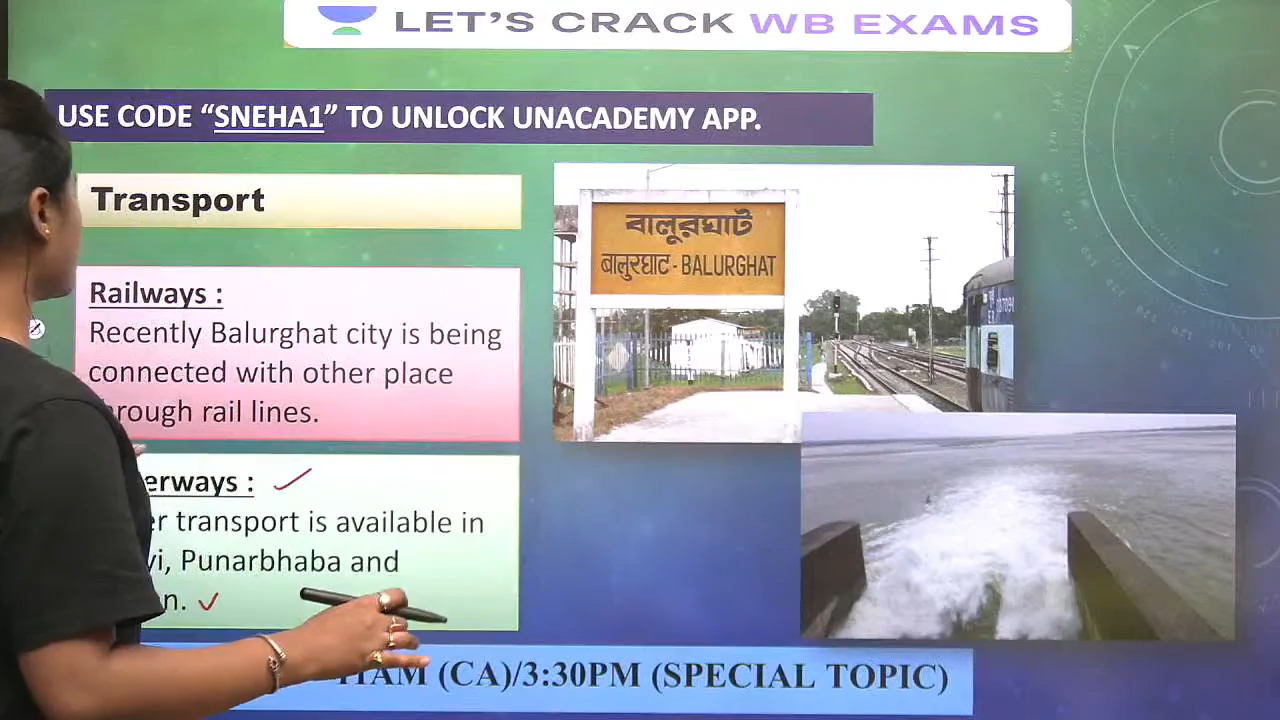 LET'S CRACK WB EXAMS
USE CODE “SNEHA1” TO UNLOCK UNACADEMY APP.
Transport
বালুরঘাট
बालुरघाट - BALURGHAT
Railways :
Recently Balurghat city is being
connected with other place
rough rail lines.
erways :
er transport is available in
yi, Punarbhaba and
n.
11AM (CA)/3:30PM (SPECIAL TOPIC)